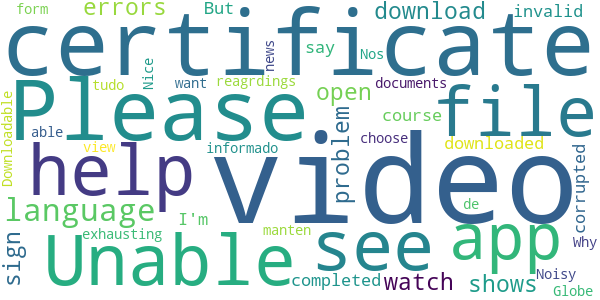 form
errors
But
download
invalid
certificate
say
Nos
news
Nice
Please
tudo
want
reagrdings
documents
open
file
Downloadable
able
problem
course
help
video
choose
downloaded
view
informado
corrupted
language
I'm
see
app
de
sign
Unable
exhausting
manten
Why
completed
watch
shows
Noisy
Globe